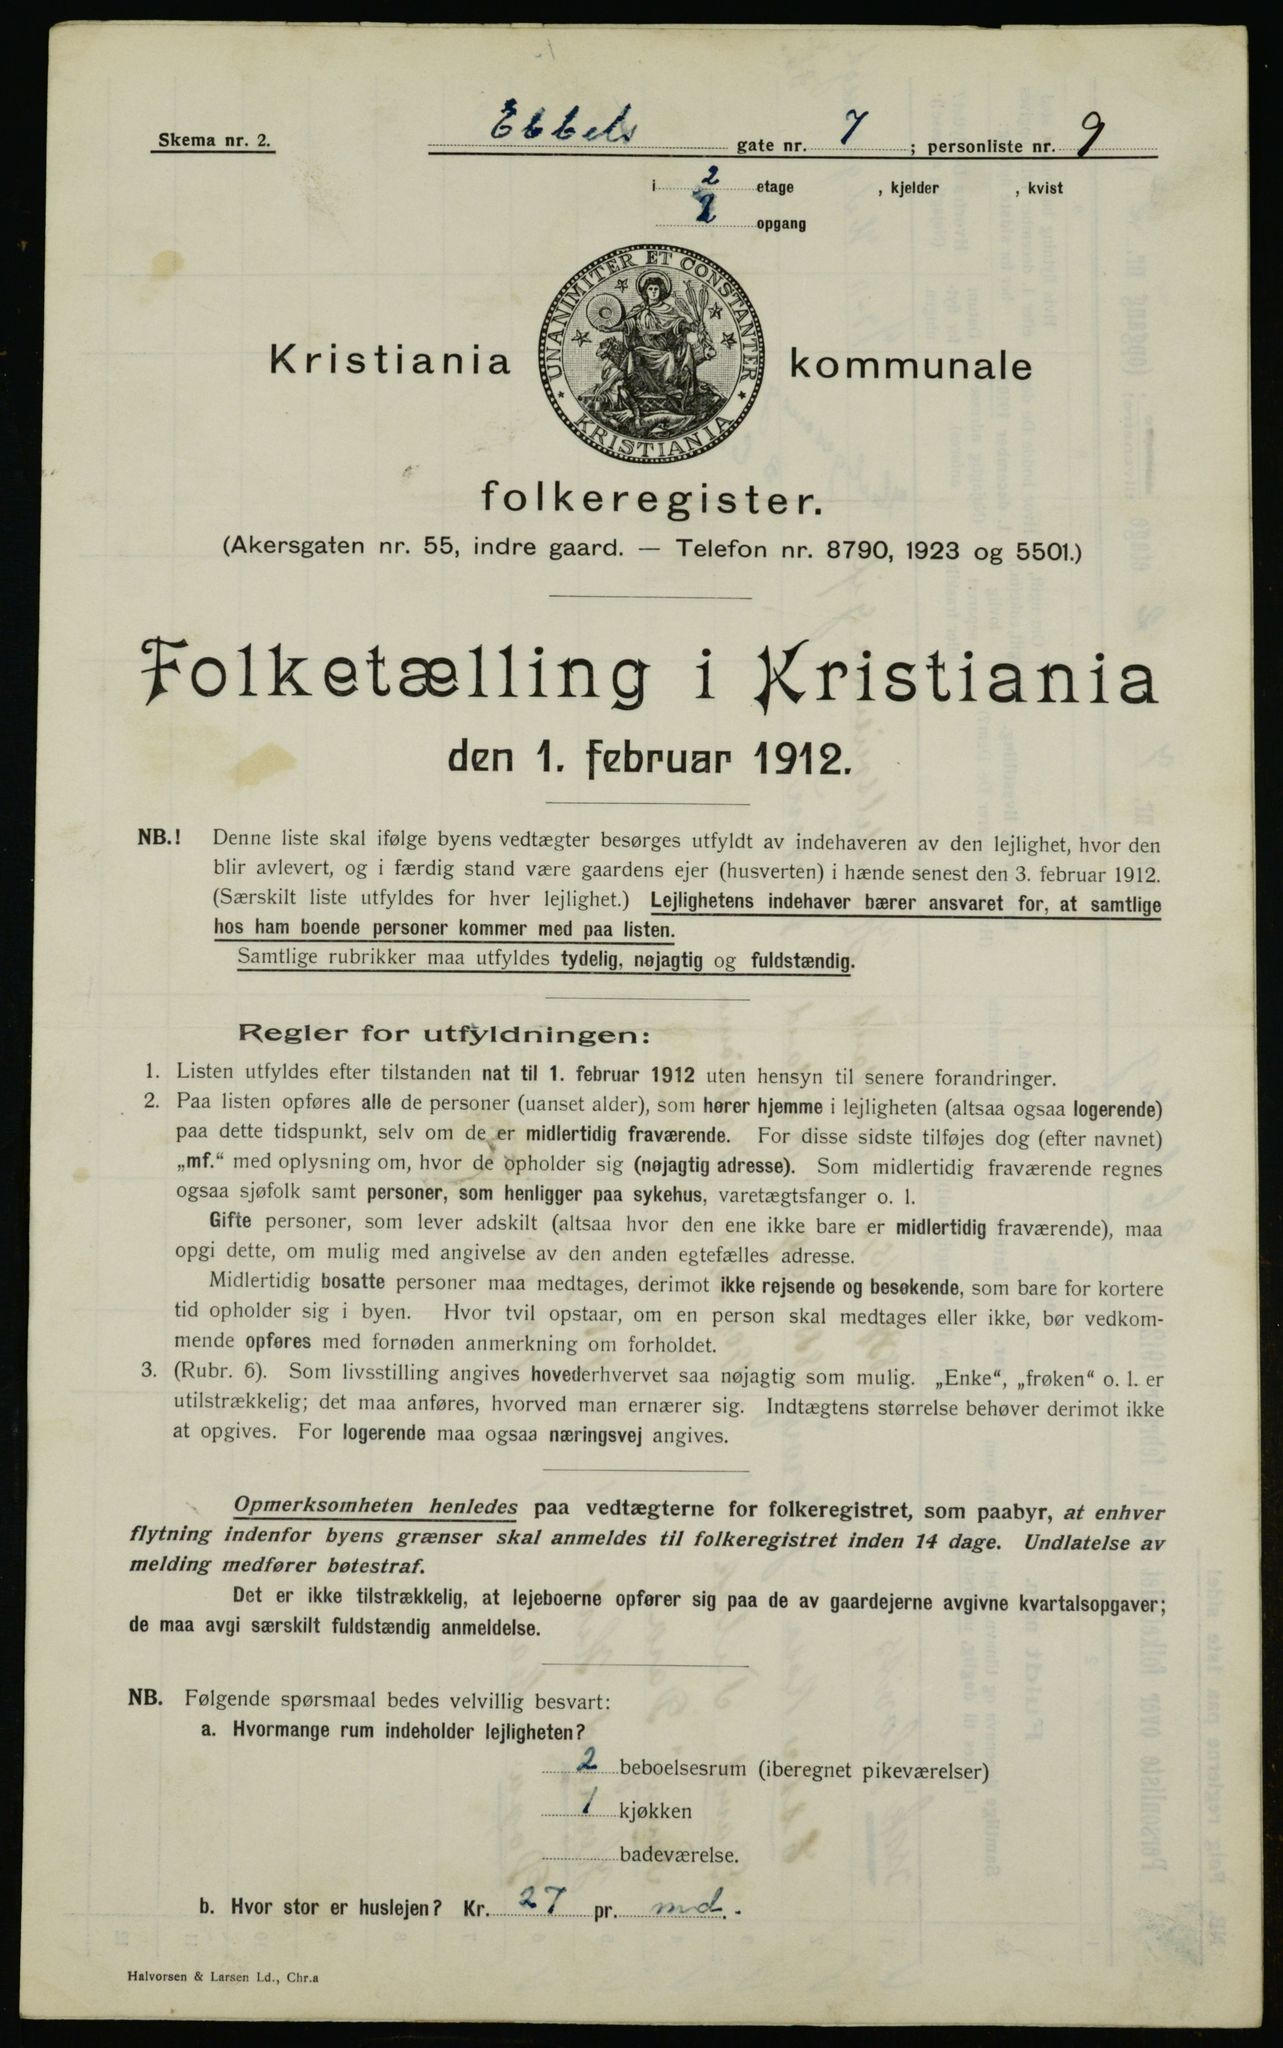 Skema nr. 2.
Ebbels gate nr. 7 ; personliste nr. 9
i 2 etage , kjelder , kvist
2 opgang
UNANIMITER ET CONSTANTER
KRISTIANIA
Kristiania kommunale
folkeregister.
(Akersgaten nr. 55, indre gaard. — Telefon nr. 8790, 1923 og 5501.)
Folketælling i Kristiania
den 1. februar 1912.
NB.! Denne liste skal ifølge byens vedtægter besørges utfyldt av indehaveren av den lejlighet, hvor den
blir avlevert, og i færdig stand være gaardens ejer (husverten) i hænde senest den 3. februar 1912.
(Særskilt liste utfyldes for hver lejlighet.) Lejlighetens indehaver bærer ansvaret for, at samtlige
hos ham boende personer kommer med paa listen.
Samtlige rubrikker maa utfyldes tydelig, nøjagtig og fuldstændig.
Regler for utfyldningen:
1. Listen utfyldes efter tilstanden nat til 1. februar 1912 uten hensyn til senere forandringer.
2. Paa listen opføres alle de personer (uanset alder), som hører hjemme i lejligheten (altsaa ogsaa logerende)
paa dette tidspunkt, selv om de er midlertidig fraværende. For disse sidste tilføjes dog (efter navnet)
„mf.“ med oplysning om, hvor de opholder sig (nøjagtig adresse). Som midlertidig fraværende regnes
ogsaa sjøfolk samt personer, som henligger paa sykehus, varetægtsfanger o. l.
Gifte personer, som lever adskilt (altsaa hvor den ene ikke bare er midlertidig fraværende), maa
opgi dette, om mulig med angivelse av den anden egtefælles adresse.
Midlertidig bosatte personer maa medtages, derimot ikke rejsende og besøkende, som bare for kortere
tid opholder sig i byen. Hvor tvil opstaar, om en person skal medtages eller ikke, bør vedkom-
mende opføres med fornøden anmerkning om forholdet.
3. (Rubr. 6). Som livsstilling angives hovederhvervet saa nøjagtig som mulig. „Enke“, „frøken“ o. l. er
utilstrækkelig; det maa anføres, hvorved man ernærer sig. Indtægtens størrelse behøver derimot ikke
at opgives. For logerende maa ogsaa næringsvej angives.
Opmerksomheten henledes paa vedtægterne for folkeregistret, som paabyr, at enhver
flytning indenfor byens grænser skal anmeldes til folkeregistret inden 14 dage. Undlatelse av
melding medfører bøtestraf.
Det er ikke tilstrækkelig, at lejeboerne opfører sig paa de av gaardejerne avgivne kvartalsopgaver;
de maa avgi særskilt fuldstændig anmeldelse.
NB. Følgende spørsmaal bedes velvillig besvart:
a. Hvormange rum indeholder lejligheten?
2 beboelsesrum (iberegnet pikeværelser)
1 kjøkken
badeværelse.
b. Hvor stor er huslejen? Kr. 27 pr. md.
Halvorsen & Larsen Ld., Chr.a